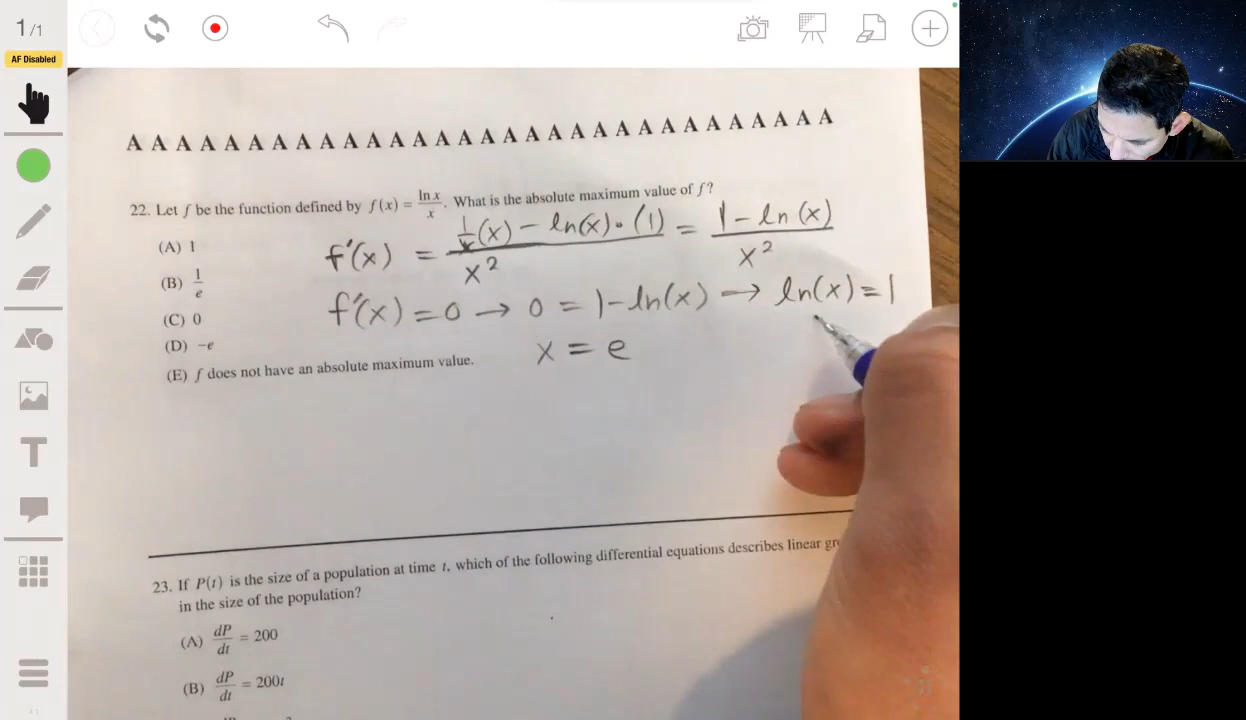 1/1
AF Disabled
A A A A A A A A A A A A A A A A A A A A A A A A A A A A A A
22. Let f be the function defined by f(x) = ln x / x. What is the absolute maximum value of f?
(A) 1
(B) 1/e
(C) 0
(D) −e
(E) f does not have an absolute maximum value.
f'(x) = (1/x (x) − ln(x) · (1)) / x² = (1 − ln(x)) / x²
f'(x) = 0 → 0 = 1 − ln(x) → ln(x) = 1
x = e
23. If P(t) is the size of a population at time t, which of the following differential equations describes linear gr
in the size of the population?
(A) dP/dt = 200
(B) dP/dt = 200t
T